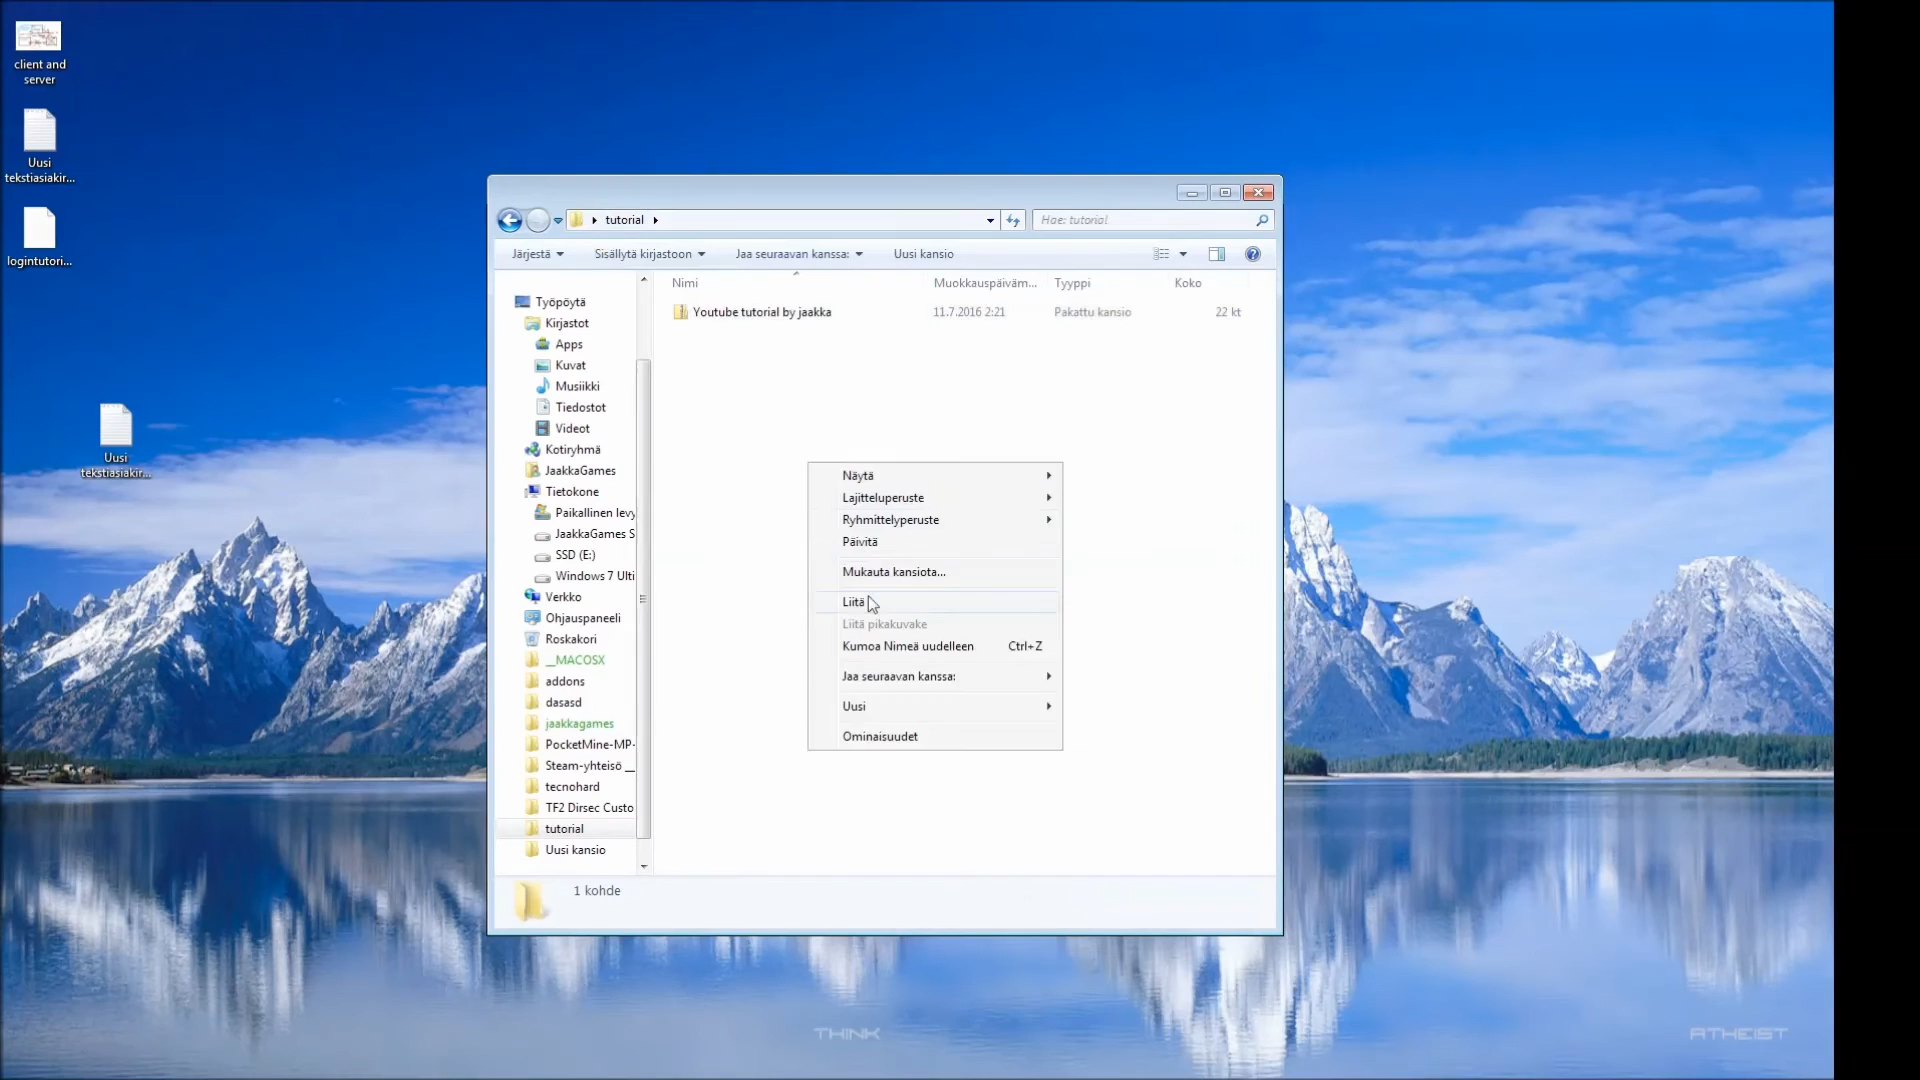 client and
server
Uusi
tekstiasiakir...
logintutori...
Uusi
tekstiasiakir...
tutorial
Hae: tutorial
Järjestä
Sisällytä kirjastoon
Jaa seuraavan kanssa:
Uusi kansio
Nimi
Muokkauspäiväm...
Tyyppi
Koko
Youtube tutorial by jaakka
11.7.2016 2:21
Pakattu kansio
22 kt
Työpöytä
Kirjastot
Apps
Kuvat
Musiikki
Tiedostot
Videot
Kotiryhmä
JaakkaGames
Tietokone
Paikallinen levy
JaakkaGames S
SSD (E:)
Windows 7 Ulti
Verkko
Ohjauspaneeli
Roskakori
__MACOSX
addons
dasasd
jaakkagames
PocketMine-MP-
Steam-yhteisö __
tecnohard
TF2 Dirsec Custo
tutorial
Uusi kansio
Näytä
Lajitteluperuste
Ryhmittelyperuste
Päivitä
Mukauta kansiota...
Liitä
Liitä pikakuvake
Kumoa Nimeä uudelleen Ctrl+Z
Jaa seuraavan kanssa:
Uusi
Ominaisuudet
1 kohde
THINK
ATHEIST